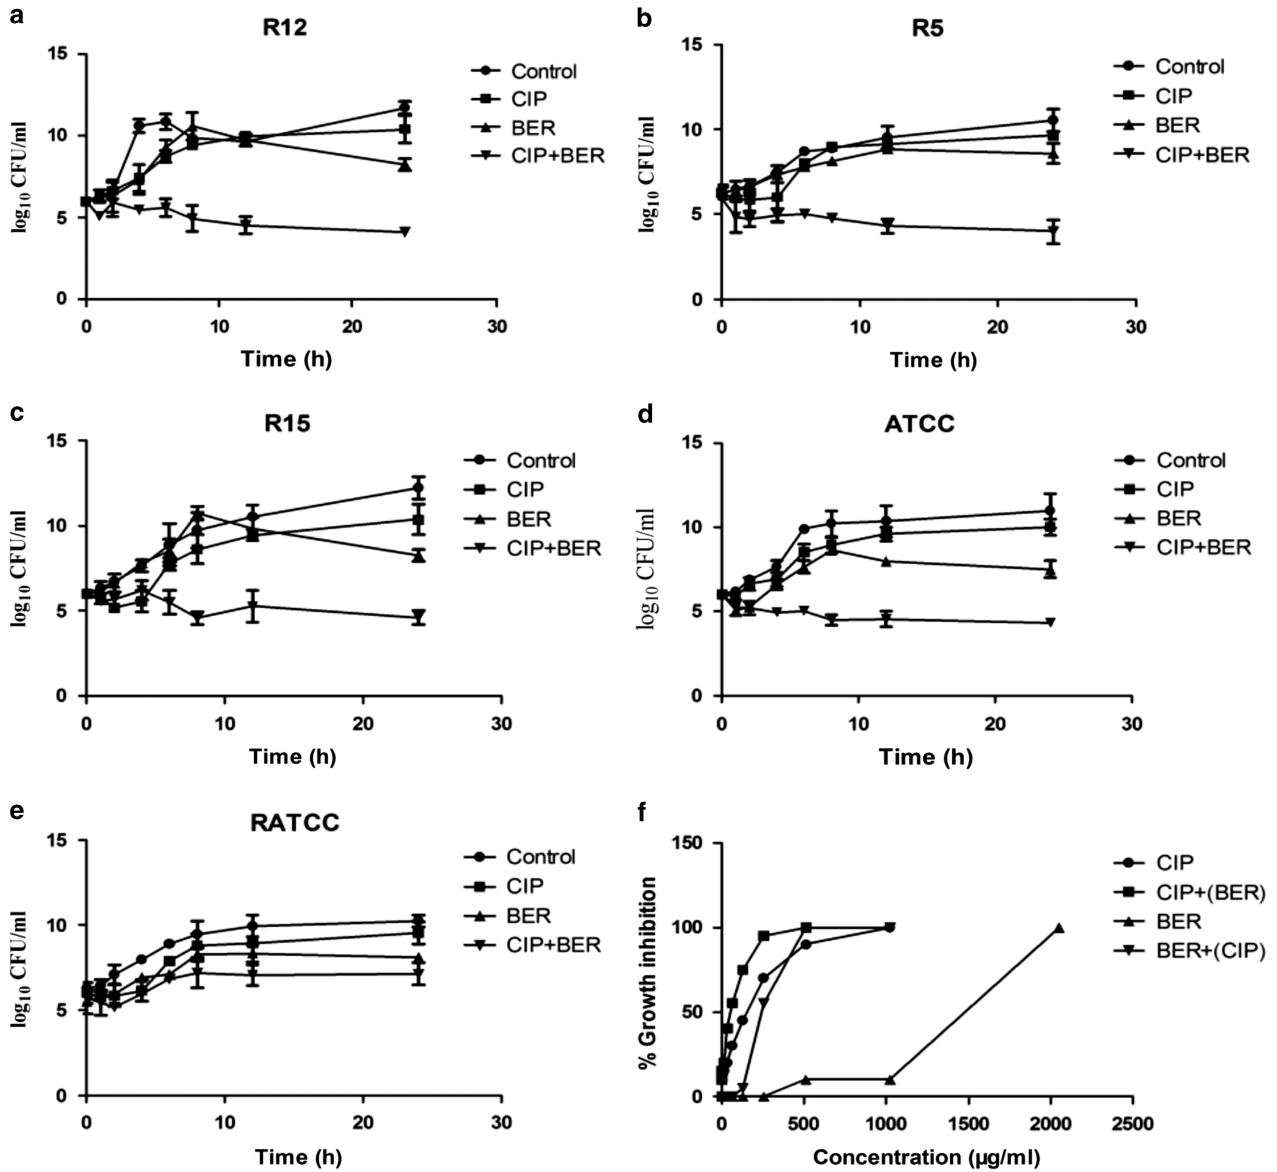 a
R12
15
10
5
0
log10 CFU/ml
0 10 20 30
Time (h)
Control
CIP
BER
CIP+BER
b
R5
15
10
5
0
log10 CFU/ml
0 10 20 30
Time (h)
Control
CIP
BER
CIP+BER
c
R15
15
10
5
0
log10 CFU/ml
0 10 20 30
Time (h)
Control
CIP
BER
CIP+BER
d
ATCC
15
10
5
0
log10 CFU/ml
0 10 20 30
Time (h)
Control
CIP
BER
CIP+BER
e
RATCC
15
10
5
0
log10 CFU/ml
0 10 20 30
Time (h)
Control
CIP
BER
CIP+BER
f
150
100
50
0
% Growth inhibition
0 500 1000 1500 2000 2500
Concentration (µg/ml)
CIP
CIP+(BER)
BER
BER+(CIP)